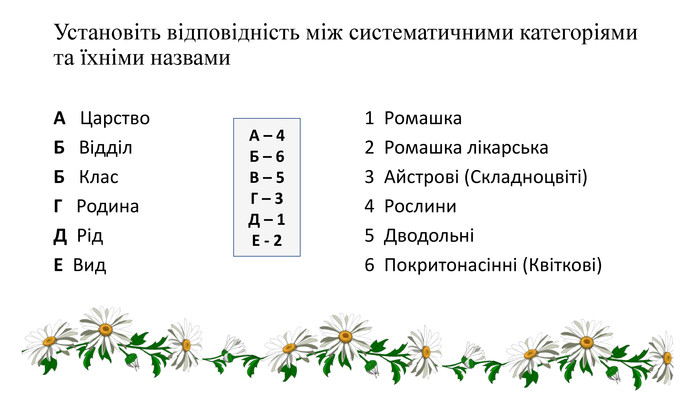 Установіть відповідність між систематичними категоріями
та їхніми назвами
А Царство
Б Відділ
Б Клас
Г Родина
Д Рід
Е Вид
А – 4
Б – 6
В – 5
Г – 3
Д – 1
Е - 2
1 Ромашка
2 Ромашка лікарська
3 Айстрові (Складноцвіті)
4 Рослини
5 Дводольні
6 Покритонасінні (Квіткові)